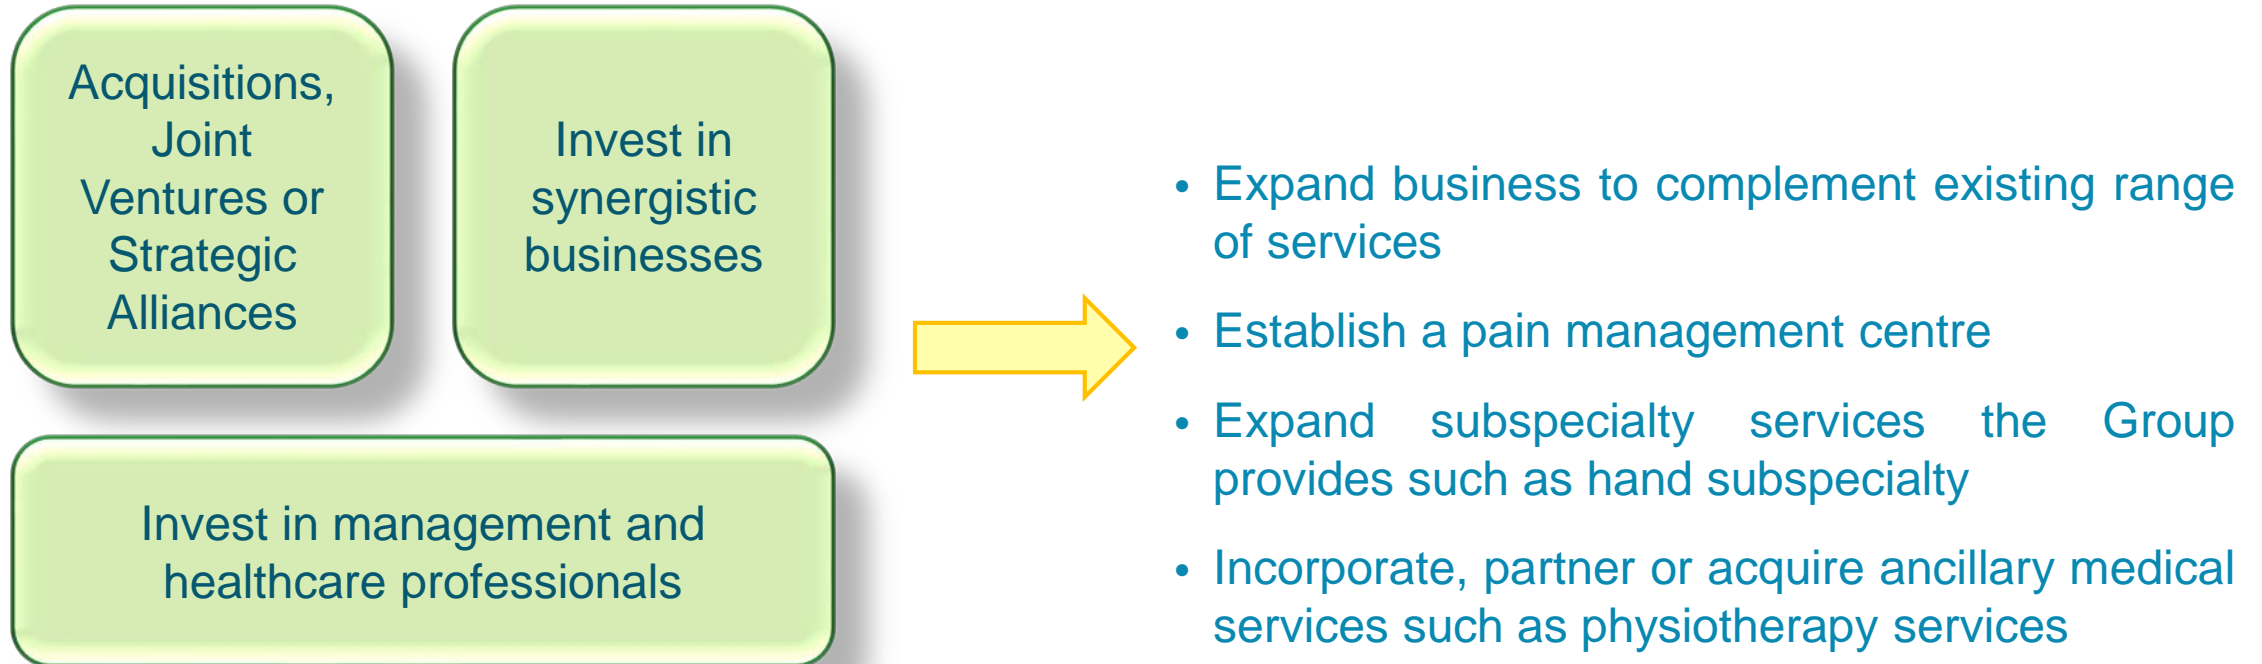 Acquisitions,
Joint
Ventures or
Strategic
Alliances
Invest in
synergistic
businesses
Invest in management and
healthcare professionals
• Expand business to complement existing range
of services
• Establish a pain management centre
• Expand subspecialty services the Group
provides such as hand subspecialty
• Incorporate, partner or acquire ancillary medical
services such as physiotherapy services